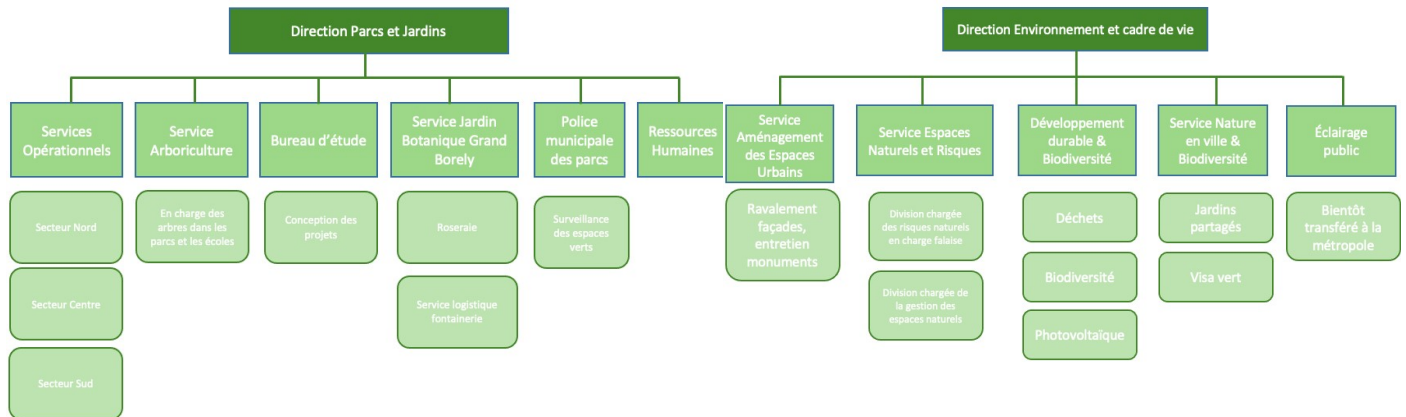 Direction Parcs et Jardins
Services
Opérationnels
Secteur Nord
Secteur Centre
Secteur Sud
Service
Arboriculture
En charge des
arbres dans les
parcs et les écoles
Bureau d'étude
Conception des
projets
Service Jardin
Botanique Grand
Borely
Roseraie
Service logistique
fontainerie
Police
municipale
des parcs
Surveillance
des espaces
verts
Ressources
Humaines
Direction Environnement et cadre de vie
Service
Aménagement
des Espaces
Urbains
Ravalement
façades,
entretien
monuments
Service Espaces
Naturels et Risques
Division chargée
des risques naturels
en charge falaise
Division chargée de
la gestion des
espaces naturels
Développement
durable &
Biodiversité
Déchets
Biodiversité
Photovoltaïque
Service Nature
en ville &
Biodiversité
Jardins
partagés
Visa vert
Éclairage
public
Bientôt
transféré à la
métropole